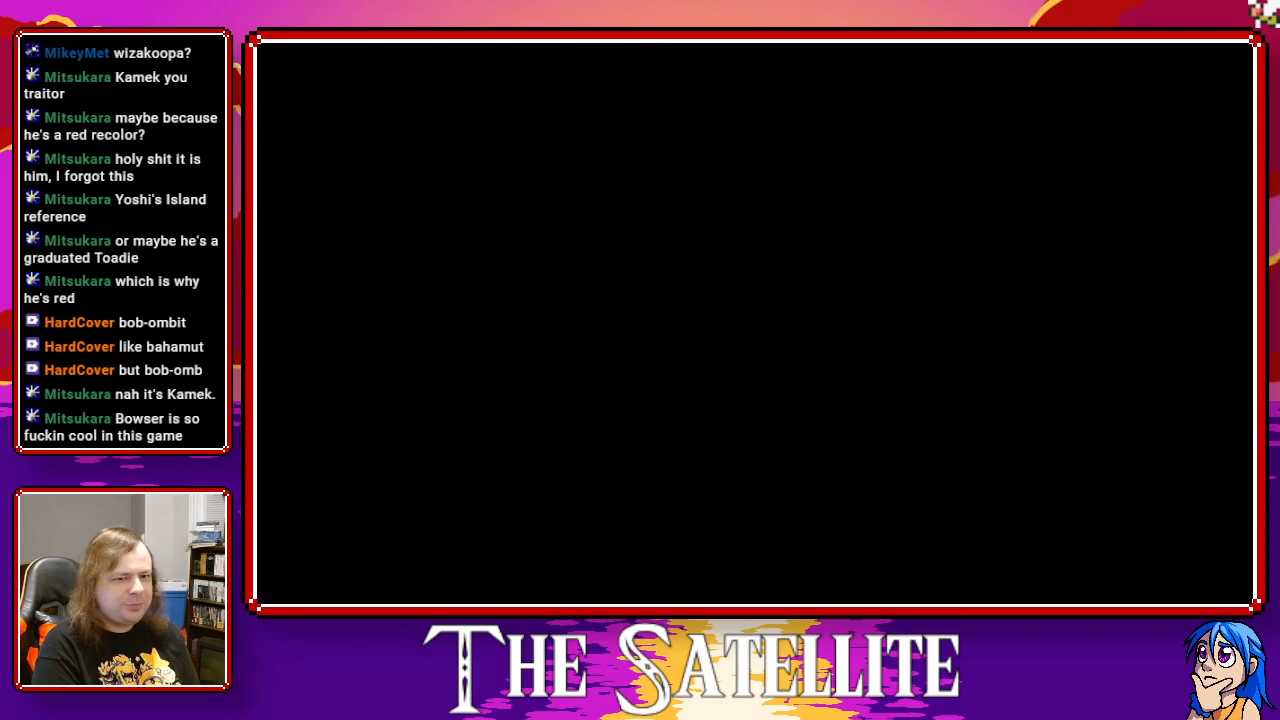 MikeyMet wizakoopa?
Mitsukara Kamek you
traitor
Mitsukara maybe because
he's a red recolor?
Mitsukara holy shit it is
him, I forgot this
Mitsukara Yoshi's Island
reference
Mitsukara or maybe he's a
graduated Toadie
Mitsukara which is why
he's red
HardCover bob-ombit
HardCover like bahamut
HardCover but bob-omb
Mitsukara nah it's Kamek.
Mitsukara Bowser is so
fuckin cool in this game
THE SATELLITE